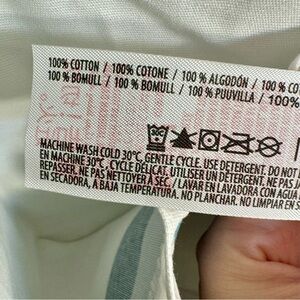 100% COTTON / 100% COTONE / 100% ALGODÓN / 100% CO
100% BOMULL / 100% BOMULL / 100% PUUVILLA / 100%
MACHINE WASH COLD 30°C, GENTLE CYCLE. USE DETERGENT. DO NOT
EN MACHINE 30°C, CYCLE DÉLICAT. UTILISER UN DETERGENT. NE PAS
REPASSER. NE PAS NETTOYER À SEC. / LAVAR EN LAVADORA CON AGUA
EN SECADORA, A BAJA TEMPERATURA. NO PLANCHAR. NO LIMPIAR EN S